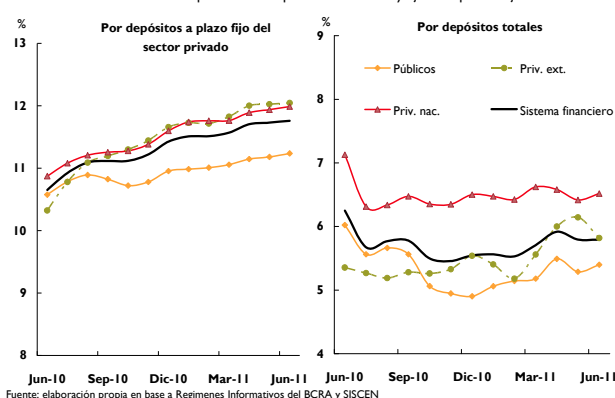 %
Por depósitos a plazo fijo del
sector privado
13
12
11
10
9
8
Jun-10
Sep-10
Dic-10
Mar-11
Jun-11
%
Por depósitos totales
9
8
7
6
5
4
Públicos
Priv. ext.
Priv. nac.
Sistema financiero
Jun-10
Sep-10
Dic-10
Mar-11
Jun-11
Fuente: elaboración propia en base a Regimenes Informativos del BCRA y SISCEN